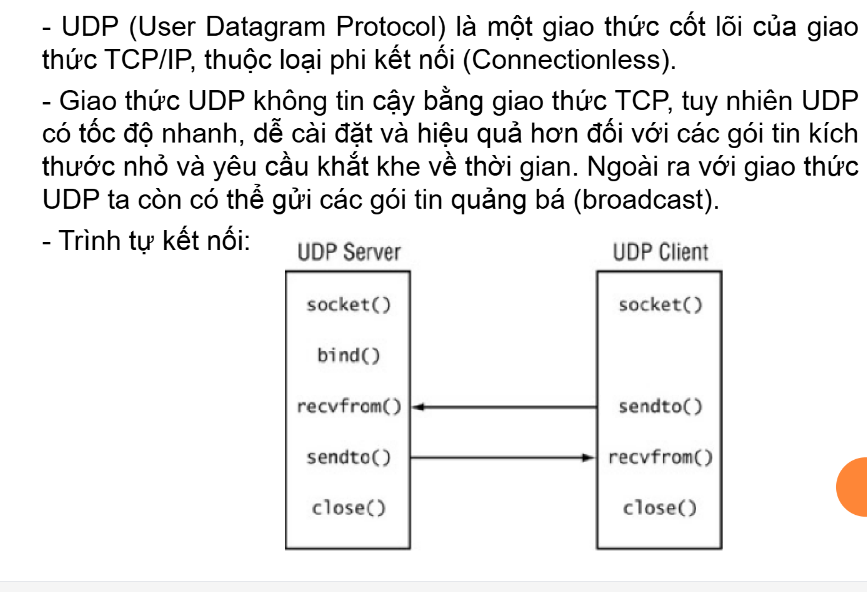 - UDP (User Datagram Protocol) là một giao thức cốt lõi của giao
thức TCP/IP, thuộc loại phi kết nối (Connectionless).
- Giao thức UDP không tin cậy bằng giao thức TCP, tuy nhiên UDP
có tốc độ nhanh, dễ cài đặt và hiệu quả hơn đối với các gói tin kích
thước nhỏ và yêu cầu khắt khe về thời gian. Ngoài ra với giao thức
UDP ta còn có thể gửi các gói tin quảng bá (broadcast).
- Trình tự kết nối:
UDP Server
socket()
bind()
recvfrom()
sendto()
close()
UDP Client
socket()
sendto()
recvfrom()
close()